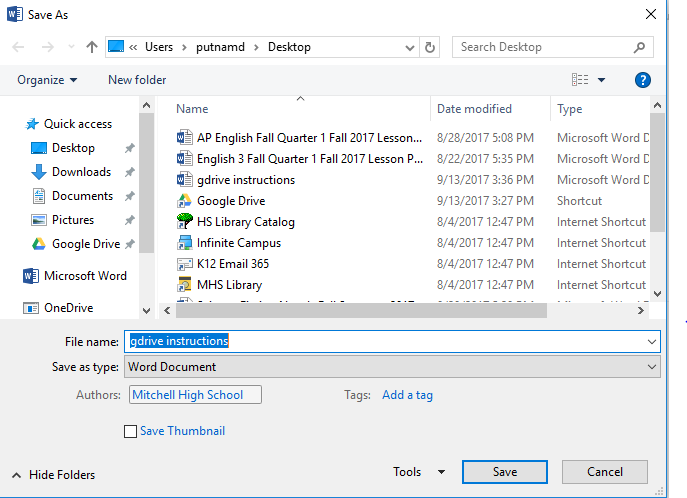 Save As
« Users › putnamd › Desktop
Search Desktop
Organize
New folder
Name
Date modified
Type
Quick access
Desktop
Downloads
Documents
Pictures
Google Drive
Microsoft Word
OneDrive
AP English Fall Quarter 1 Fall 2017 Lesson... 8/28/2017 5:08 PM Microsoft Word D
English 3 Fall Quarter 1 Fall 2017 Lesson P... 8/22/2017 5:35 PM Microsoft Word D
gdrive instructions 9/13/2017 3:36 PM Microsoft Word D
Google Drive 9/13/2017 3:27 PM Shortcut
HS Library Catalog 8/4/2017 12:47 PM Internet Shortcut
Infinite Campus 8/4/2017 12:47 PM Internet Shortcut
K12 Email 365 8/4/2017 12:47 PM Internet Shortcut
MHS Library 8/4/2017 12:47 PM Internet Shortcut
File name: gdrive instructions
Save as type: Word Document
Authors: Mitchell High School
Tags: Add a tag
Save Thumbnail
Hide Folders
Tools
Save
Cancel